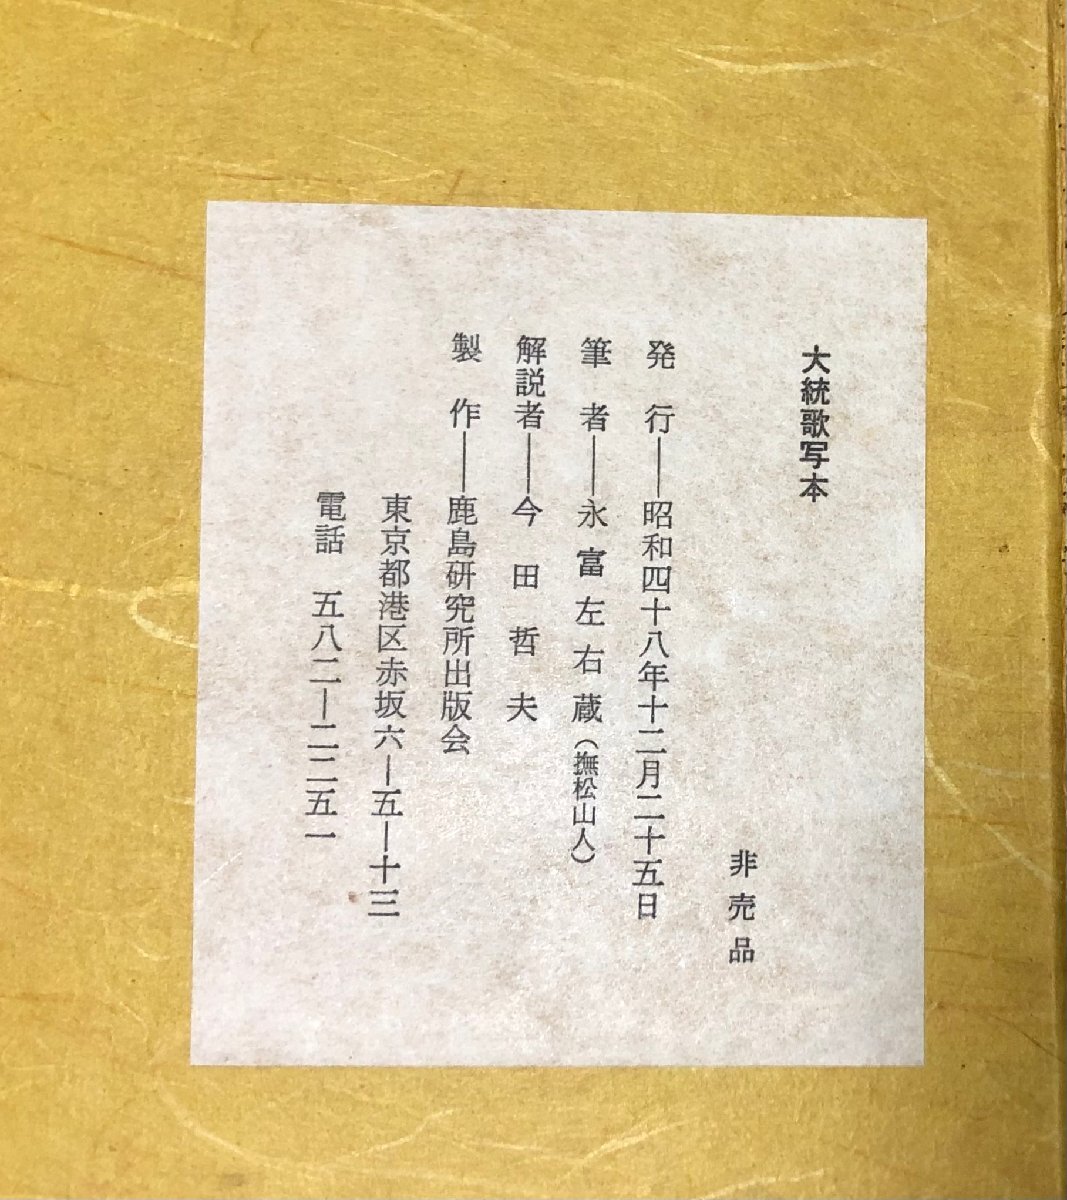 大統歌写本
非売品
発行――昭和四十八年十二月二十五日
筆者――永富左右蔵（撫松山人）
解説者――今田哲夫
製作――鹿島研究所出版会
東京都港区赤坂六―五―十三
電話　五八二―二二五一